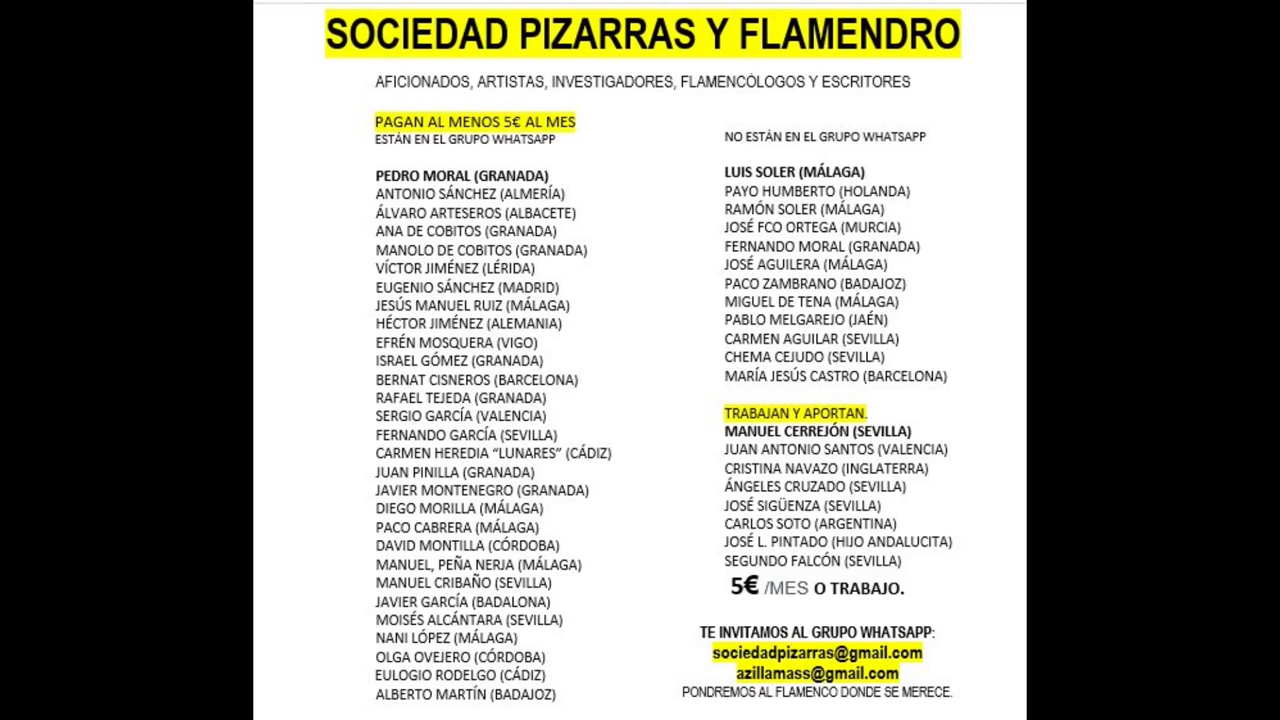 SOCIEDAD PIZARRAS Y FLAMENDRO
AFICIONADOS, ARTISTAS, INVESTIGADORES, FLAMENCÓLOGOS Y ESCRITORES
PAGAN AL MENOS 5€ AL MES
ESTÁN EN EL GRUPO WHATSAPP
PEDRO MORAL (GRANADA)
ANTONIO SÁNCHEZ (ALMERÍA)
ÁLVARO ARTESEROS (ALBACETE)
ANA DE COBITOS (GRANADA)
MANOLO DE COBITOS (GRANADA)
VÍCTOR JIMÉNEZ (LÉRIDA)
EUGENIO SÁNCHEZ (MADRID)
JESÚS MANUEL RUIZ (MÁLAGA)
HÉCTOR JIMÉNEZ (ALEMANIA)
EFRÉN MOSQUERA (VIGO)
ISRAEL GÓMEZ (GRANADA)
BERNAT CISNEROS (BARCELONA)
RAFAEL TEJEDA (GRANADA)
SERGIO GARCÍA (VALENCIA)
FERNANDO GARCÍA (SEVILLA)
CARMEN HEREDIA “LUNARES” (CÁDIZ)
JUAN PINILLA (GRANADA)
JAVIER MONTENEGRO (GRANADA)
DIEGO MORILLA (MÁLAGA)
PACO CABRERA (MÁLAGA)
DAVID MONTILLA (CÓRDOBA)
MANUEL, PEÑA NERJA (MÁLAGA)
MANUEL CRIBAÑO (SEVILLA)
JAVIER GARCÍA (BADALONA)
MOISÉS ALCÁNTARA (SEVILLA)
NANI LÓPEZ (MÁLAGA)
OLGA OVEJERO (CÓRDOBA)
EULOGIO RODELGO (CÁDIZ)
ALBERTO MARTÍN (BADAJOZ)
NO ESTÁN EN EL GRUPO WHATSAPP
LUIS SOLER (MÁLAGA)
PAYO HUMBERTO (HOLANDA)
RAMÓN SOLER (MÁLAGA)
JOSÉ FCO ORTEGA (MURCIA)
FERNANDO MORAL (GRANADA)
JOSÉ AGUILERA (MÁLAGA)
PACO ZAMBRANO (BADAJOZ)
MIGUEL DE TENA (MÁLAGA)
PABLO MELGAREJO (JAÉN)
CARMEN AGUILAR (SEVILLA)
CHEMA CEJUDO (SEVILLA)
MARÍA JESÚS CASTRO (BARCELONA)
TRABAJAN Y APORTAN.
MANUEL CERREJÓN (SEVILLA)
JUAN ANTONIO SANTOS (VALENCIA)
CRISTINA NAVAZO (INGLATERRA)
ÁNGELES CRUZADO (SEVILLA)
JOSÉ SIGÜENZA (SEVILLA)
CARLOS SOTO (ARGENTINA)
JOSÉ L. PINTADO (HIJO ANDALUCITA)
SEGUNDO FALCÓN (SEVILLA)
5€ /MES O TRABAJO.
TE INVITAMOS AL GRUPO WHATSAPP:
sociedadpizarras@gmail.com
azillamass@gmail.com
PONDREMOS AL FLAMENCO DONDE SE MERECE.